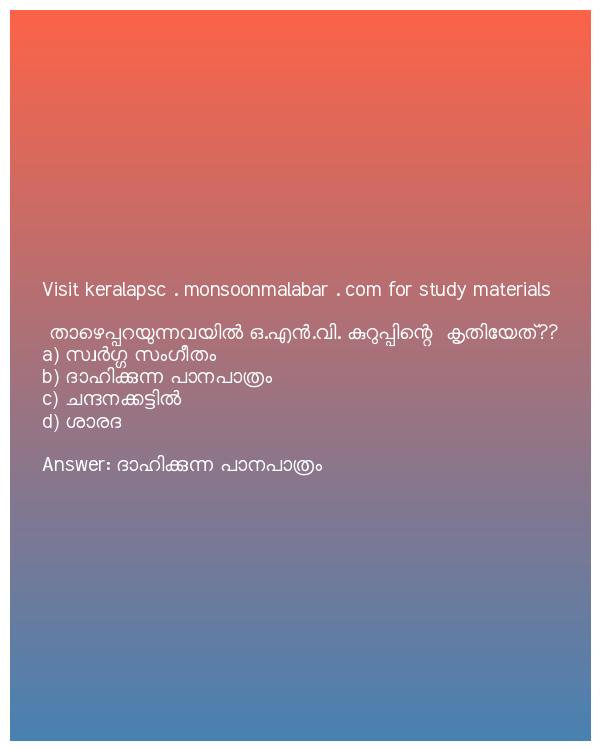 Visit keralapsc . monsoonmalabar . com for study materials
താഴെപ്പറയുന്നവയിൽ ഒ.എൻ.വി. കുറുപ്പിന്റെ കൃതിയേത്??
a) സ്വർഗ്ഗ സംഗീതം
b) ദാഹിക്കുന്ന പാനപാത്രം
c) ചന്ദനക്കട്ടിൽ
d) ശാരദ
Answer: ദാഹിക്കുന്ന പാനപാത്രം